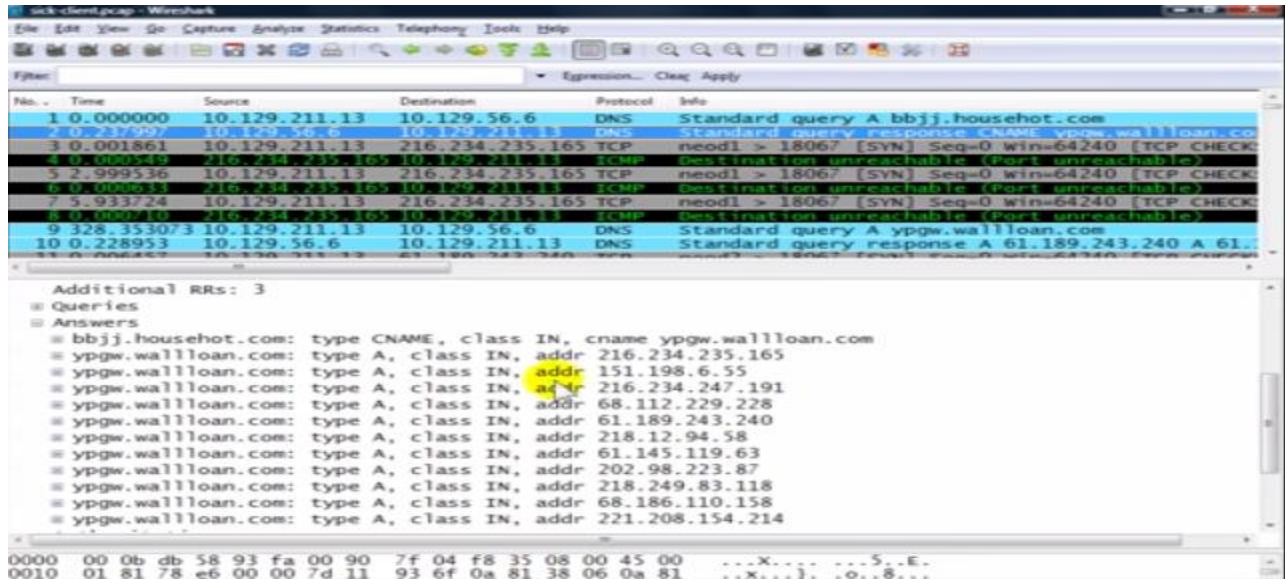 sick-client.pcap - Wireshark
File Edit View Go Capture Analyze Statistics Telephony Tools Help
Filter: Expression... Clear Apply
No. . Time Source Destination Protocol Info
1 0.000000 10.129.211.13 10.129.56.6 DNS Standard query A bbjj.househot.com
2 0.237997 10.129.56.6 10.129.211.13 DNS Standard query response CNAME ypgw.wallloan.co
3 0.001861 10.129.211.13 216.234.235.165 TCP neod1 > 18067 [SYN] Seq=0 Win=64240 [TCP CHECK
4 0.000549 216.234.235.165 10.129.211.13 ICMP Destination unreachable (Port unreachable)
5 2.999536 10.129.211.13 216.234.235.165 TCP neod1 > 18067 [SYN] Seq=0 Win=64240 [TCP CHECK
6 0.000633 216.234.235.165 10.129.211.13 ICMP Destination unreachable (Port unreachable)
7 5.933724 10.129.211.13 216.234.235.165 TCP neod1 > 18067 [SYN] Seq=0 Win=64240 [TCP CHECK
8 0.000710 216.234.235.165 10.129.211.13 ICMP Destination unreachable (Port unreachable)
9 328.353073 10.129.211.13 10.129.56.6 DNS Standard query A ypgw.wallloan.com
10 0.228953 10.129.56.6 10.129.211.13 DNS Standard query response A 61.189.243.240 A 61.
Additional RRs: 3
Queries
Answers
bbjj.househot.com: type CNAME, class IN, cname ypgw.wallloan.com
ypgw.wallloan.com: type A, class IN, addr 216.234.235.165
ypgw.wallloan.com: type A, class IN, addr 151.198.6.55
ypgw.wallloan.com: type A, class IN, addr 216.234.247.191
ypgw.wallloan.com: type A, class IN, addr 68.112.229.228
ypgw.wallloan.com: type A, class IN, addr 61.189.243.240
ypgw.wallloan.com: type A, class IN, addr 218.12.94.58
ypgw.wallloan.com: type A, class IN, addr 61.145.119.63
ypgw.wallloan.com: type A, class IN, addr 202.98.223.87
ypgw.wallloan.com: type A, class IN, addr 218.249.83.118
ypgw.wallloan.com: type A, class IN, addr 68.186.110.158
ypgw.wallloan.com: type A, class IN, addr 221.208.154.214
0000 00 0b db 58 93 fa 00 90 7f 04 f8 35 08 00 45 00 ...X.... ...5..E.
0010 01 81 78 e6 00 00 7d 11 93 6f 0a 81 38 06 0a 81 ..x...}. .o..8...